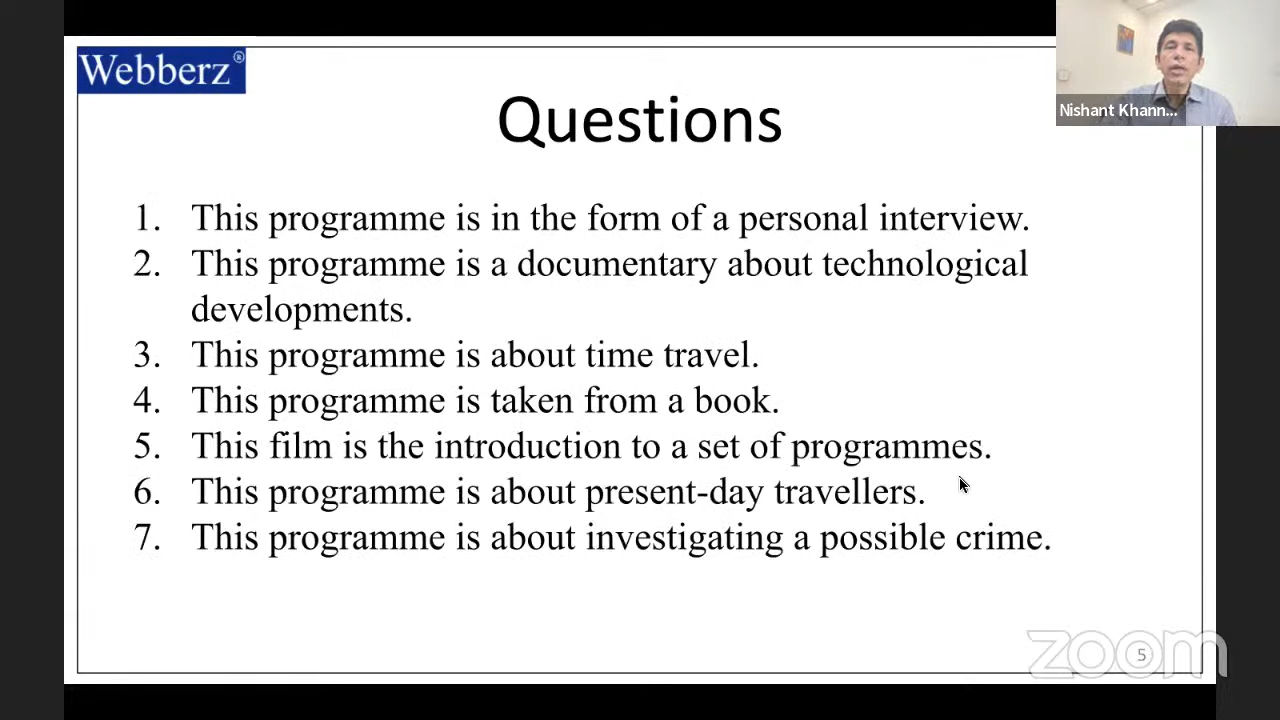 Webberz®
Questions
Nishant Khann...
1. This programme is in the form of a personal interview.
2. This programme is a documentary about technological
developments.
3. This programme is about time travel.
4. This programme is taken from a book.
5. This film is the introduction to a set of programmes.
6. This programme is about present-day travellers.
7. This programme is about investigating a possible crime.
zoom
5